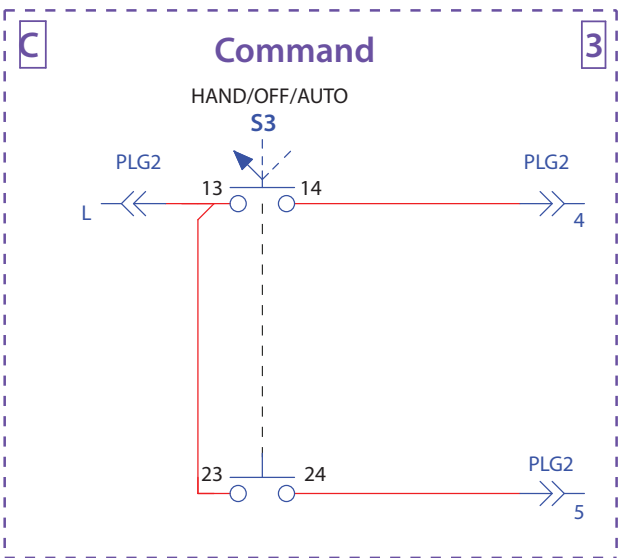 C Command 3
HAND/OFF/AUTO
S3
PLG2 PLG2
13 14
L 4
23 24 PLG2
5